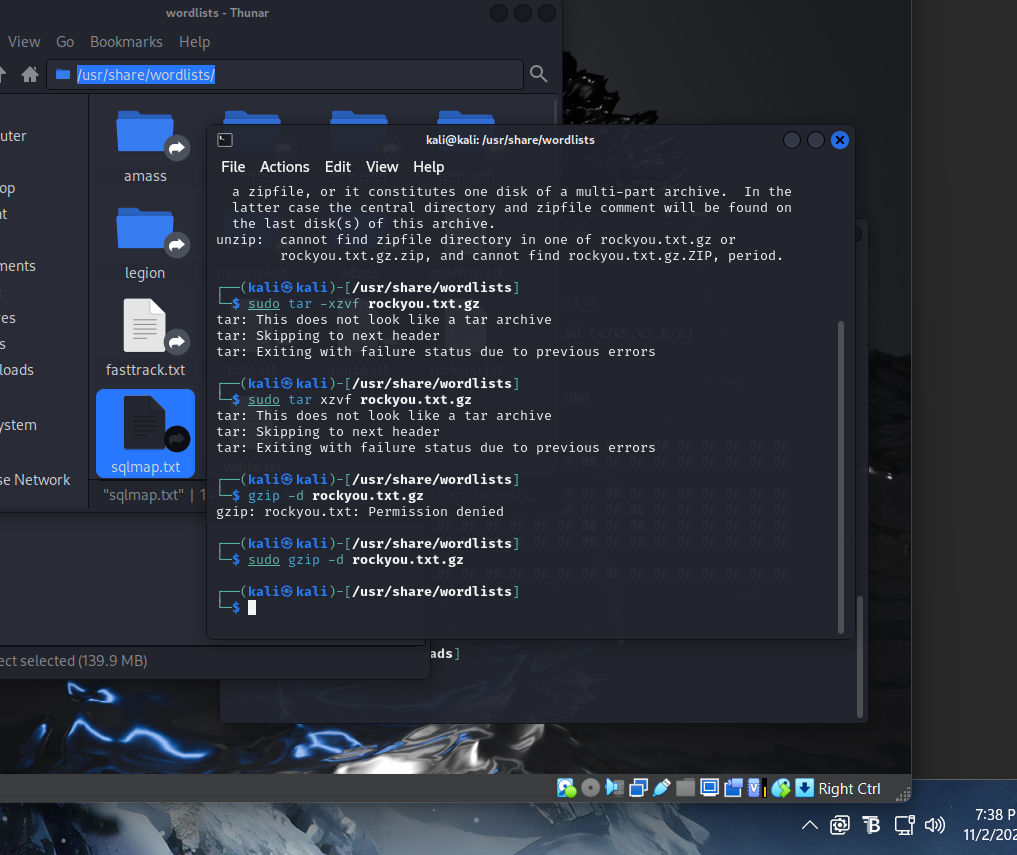 wordlists - Thunar
View Go Bookmarks Help
/usr/share/wordlists/
amass
legion
fasttrack.txt
sqlmap.txt
"sqlmap.txt" | 1
uter
op
nt
ments
es
s
loads
ystem
se Network
ect selected (139.9 MB)
kali@kali: /usr/share/wordlists
File Actions Edit View Help
a zipfile, or it constitutes one disk of a multi-part archive. In the
latter case the central directory and zipfile comment will be found on
the last disk(s) of this archive.
unzip: cannot find zipfile directory in one of rockyou.txt.gz or
rockyou.txt.gz.zip, and cannot find rockyou.txt.gz.ZIP, period.
┌──(kali㉿kali)-[/usr/share/wordlists]
└─$ sudo tar -xzvf rockyou.txt.gz
tar: This does not look like a tar archive
tar: Skipping to next header
tar: Exiting with failure status due to previous errors
┌──(kali㉿kali)-[/usr/share/wordlists]
└─$ sudo tar xzvf rockyou.txt.gz
tar: This does not look like a tar archive
tar: Skipping to next header
tar: Exiting with failure status due to previous errors
┌──(kali㉿kali)-[/usr/share/wordlists]
└─$ gzip -d rockyou.txt.gz
gzip: rockyou.txt: Permission denied
┌──(kali㉿kali)-[/usr/share/wordlists]
└─$ sudo gzip -d rockyou.txt.gz
┌──(kali㉿kali)-[/usr/share/wordlists]
└─$
ads]
Right Ctrl
7:38 P
11/2/202